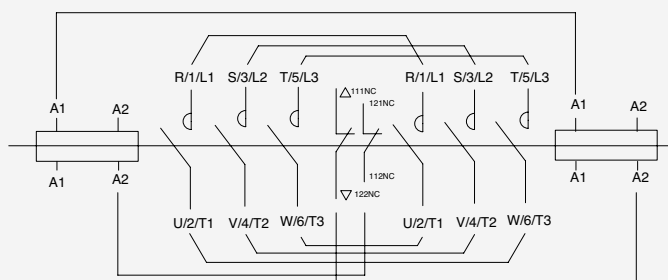 R/1/L1 S/3/L2 T/5/L3 R/1/L1 S/3/L2 T/5/L3
111NC
121NC
A1 A2 A1 A2
A1 A2 A1 A2
112NC
122NC
U/2/T1 V/4/T2 W/6/T3 U/2/T1 V/4/T2 W/6/T3